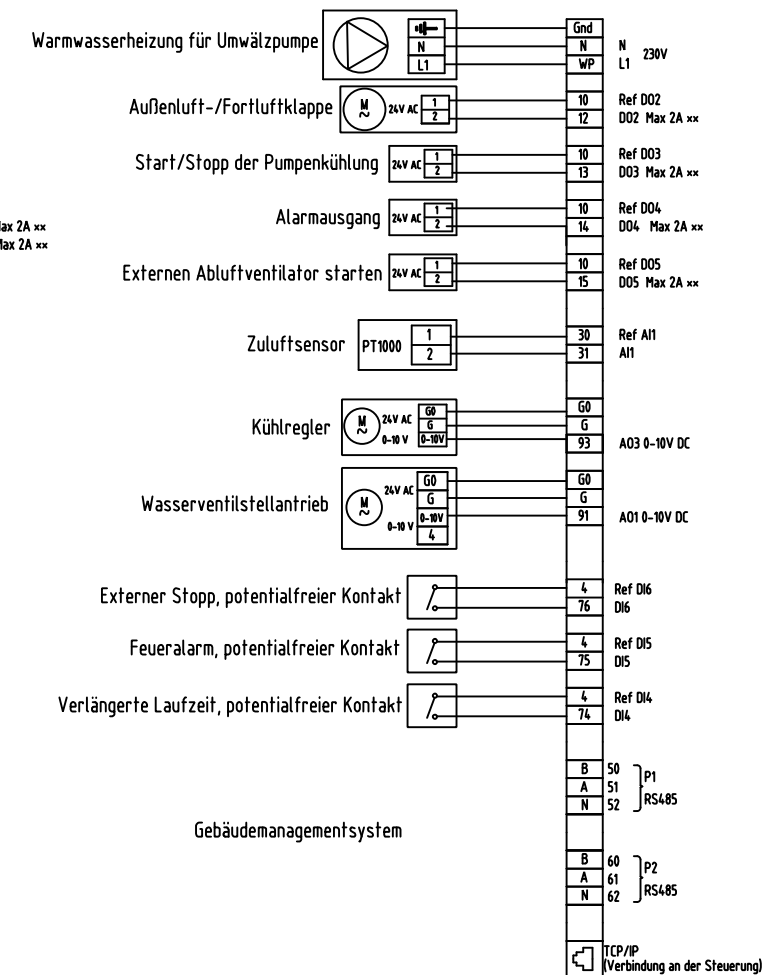 Warmwasserheizung für Umwälzpumpe
N
L1
Gnd
N N
WP L1
230V
Außenluft-/Fortluftklappe M ~ 24V AC 1 10 Ref DO2
2 12 DO2 Max 2A ××
Start/Stopp der Pumpenkühlung 24V AC 1 10 Ref DO3
2 13 DO3 Max 2A ××
Alarmausgang 24V AC 1 10 Ref DO4
2 14 DO4 Max 2A ××
Max 2A ××
Max 2A ××
Externen Abluftventilator starten 24V AC 1 10 Ref DO5
2 15 DO5 Max 2A ××
Zuluftsensor PT1000 1 30 Ref AI1
2 31 AI1
Kühlregler M ~ 24V AC G0 G0
G G
0-10 V 0-10V 93 AO3 0-10V DC
Wasserventilstellantrieb M ~ 24V AC G0 G0
G G
0-10 V 0-10V 91 AO1 0-10V DC
4
Externer Stopp, potentialfreier Kontakt 4 Ref DI6
76 DI6
Feueralarm, potentialfreier Kontakt 4 Ref DI5
75 DI5
Verlängerte Laufzeit, potentialfreier Kontakt 4 Ref DI4
74 DI4
B 50
A 51
N 52
P1
RS485
Gebäudemanagementsystem
B 60
A 61
N 62
P2
RS485
TCP/IP
(Verbindung an der Steuerung)